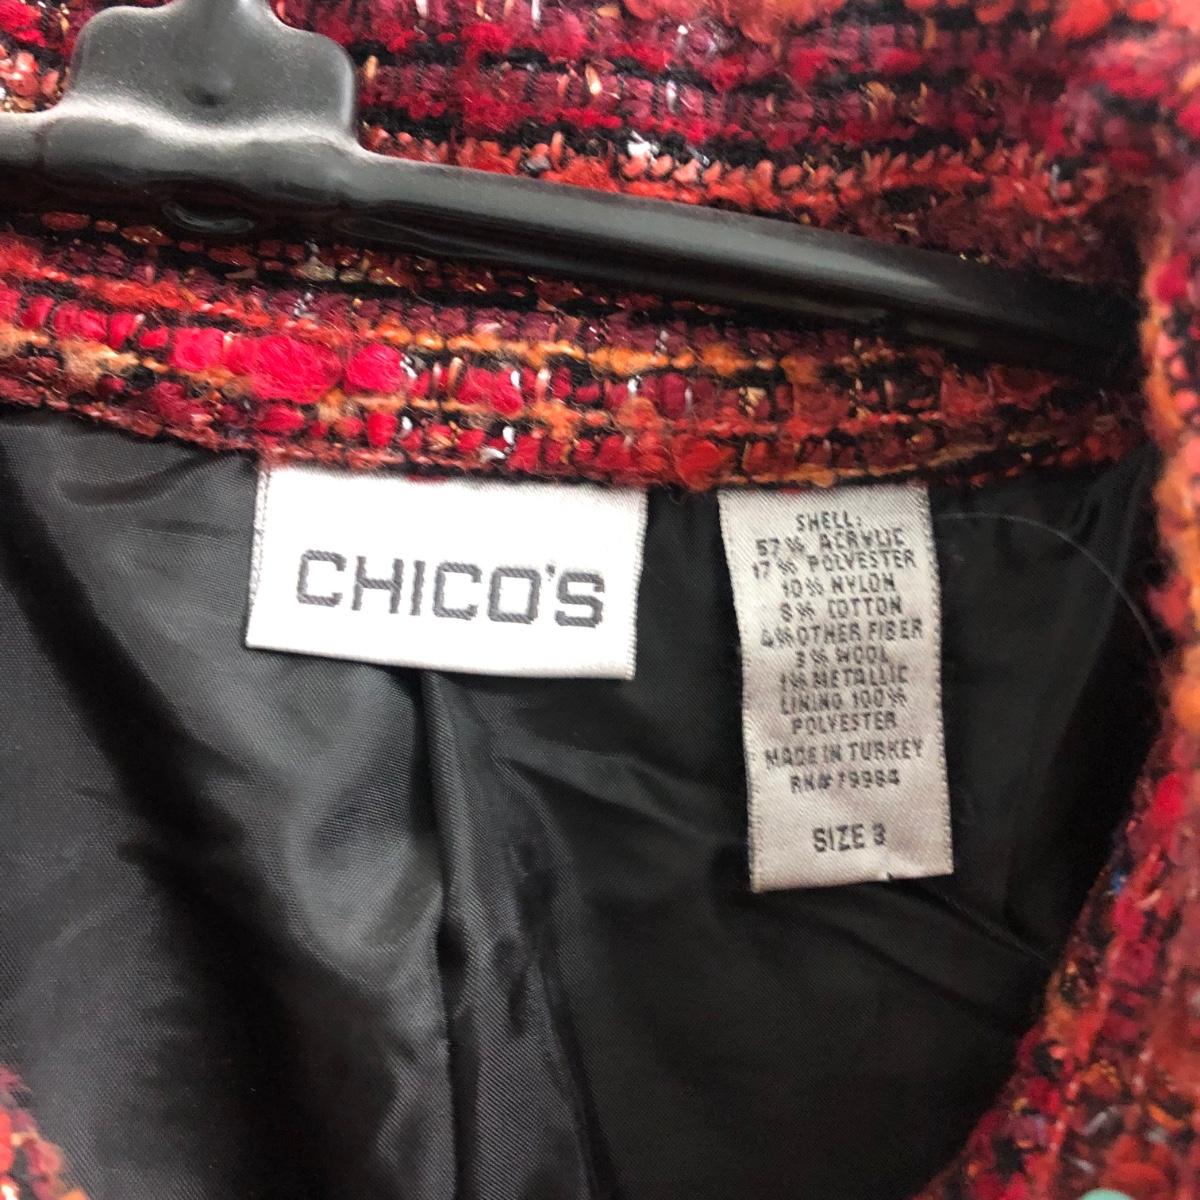 CHICO'S
SHELL:
57% ACRYLIC
17% POLYESTER
10% NYLON
8% COTTON
4% OTHER FIBER
3% WOOL
1% METALLIC
LINING 100%
POLYESTER
MADE IN TURKEY
RN# 79984
SIZE 3